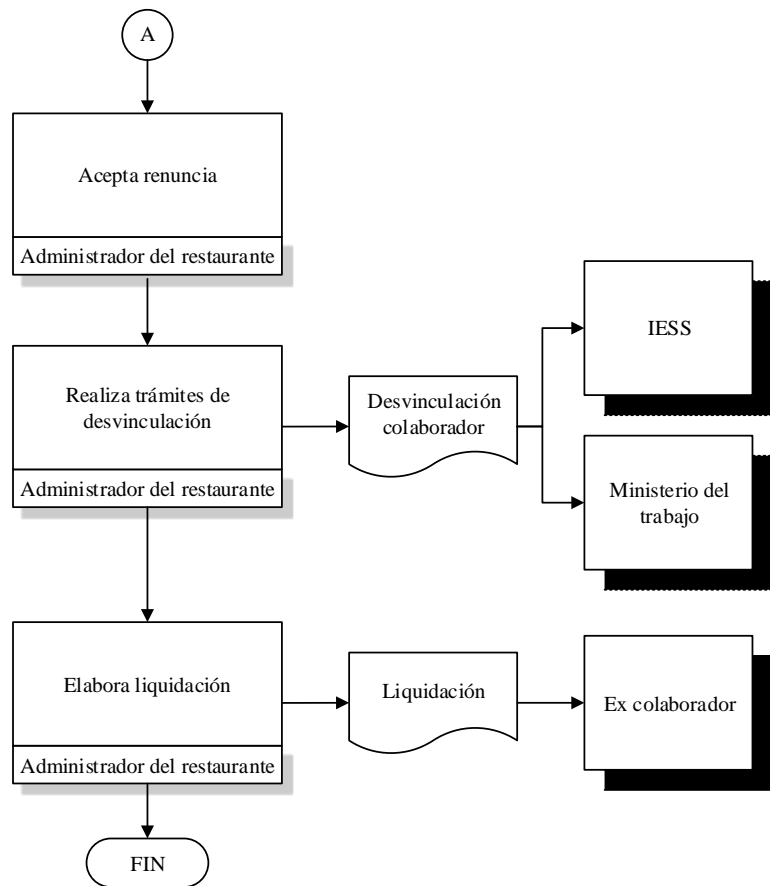 A
Acepta renuncia
Administrador del restaurante
Realiza trámites de
desvinculación
Administrador del restaurante
Desvinculación
colaborador
IESS
Ministerio del
trabajo
Elabora liquidación
Administrador del restaurante
Liquidación
Ex colaborador
FIN